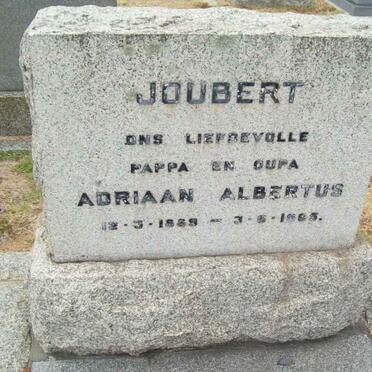 JOUBERT
ONS LIEFDEVOLLE
PAPPA EN OUPA
ADRIAAN ALBERTUS